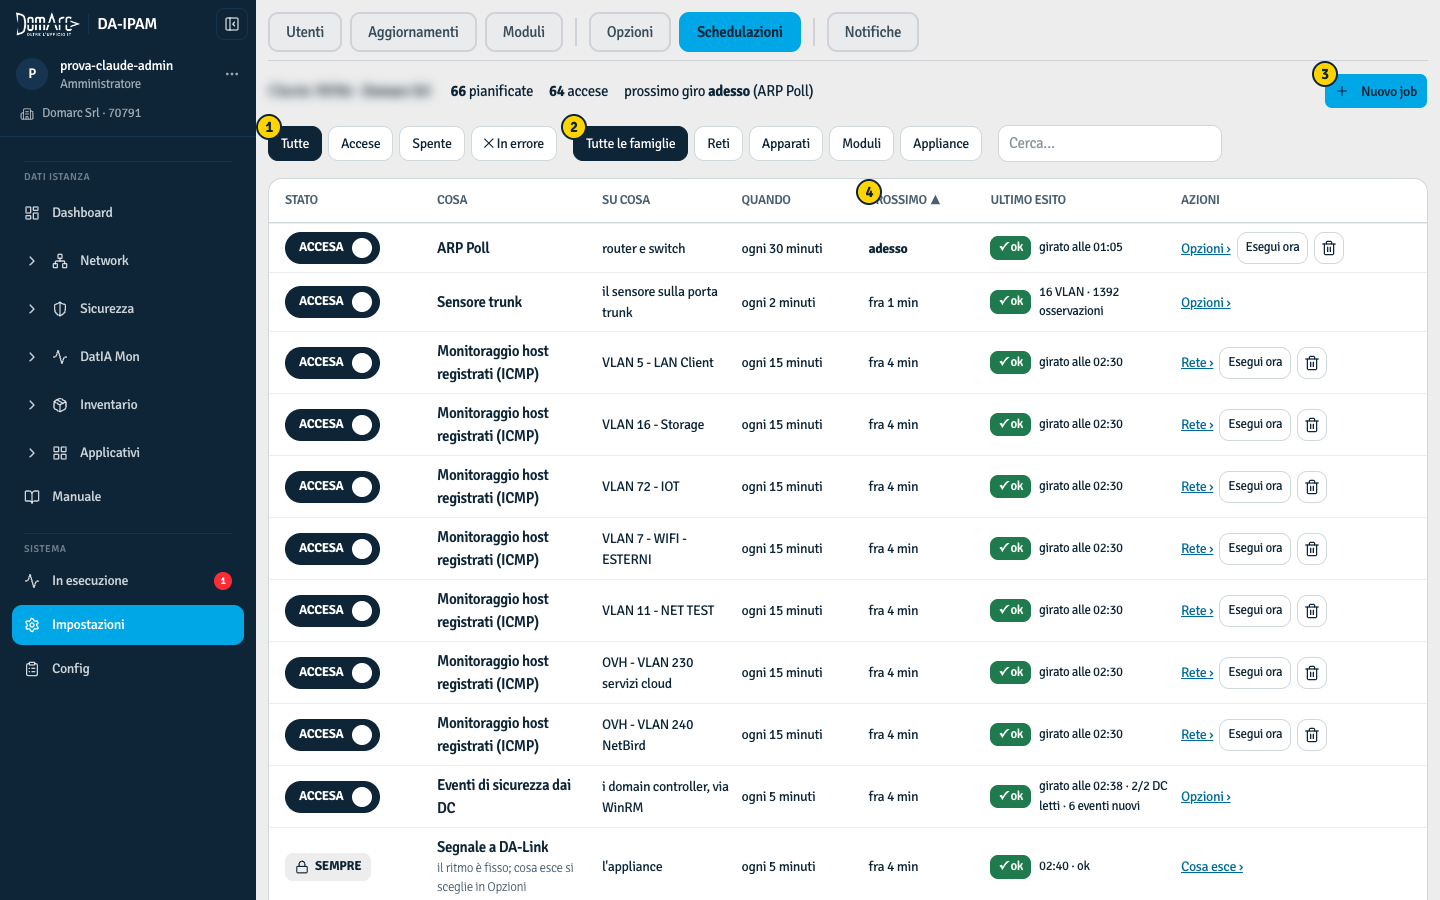 DomArc
OLTRE L'UFFICIO IT
DA-IPAM
P
prova-claude-admin
Amministratore
Domarc Srl · 70791
DATI ISTANZA
Dashboard
Network
Sicurezza
DatIA Mon
Inventario
Applicativi
Manuale
SISTEMA
In esecuzione 1
Impostazioni
Config
Utenti Aggiornamenti Moduli Opzioni Schedulazioni Notifiche
66 pianificate 64 accese prossimo giro adesso (ARP Poll)
3
+ Nuovo job
1 2
Tutte Accese Spente In errore Tutte le famiglie Reti Apparati Moduli Appliance Cerca...
4
STATO COSA SU COSA QUANDO ROSSIMO ▲ ULTIMO ESITO AZIONI
ACCESA ARP Poll router e switch ogni 30 minuti adesso ✓ok girato alle 01:05 Opzioni › Esegui ora
ACCESA Sensore trunk il sensore sulla porta trunk ogni 2 minuti fra 1 min ✓ok 16 VLAN · 1392 osservazioni Opzioni ›
ACCESA Monitoraggio host registrati (ICMP) VLAN 5 - LAN Client ogni 15 minuti fra 4 min ✓ok girato alle 02:30 Rete › Esegui ora
ACCESA Monitoraggio host registrati (ICMP) VLAN 16 - Storage ogni 15 minuti fra 4 min ✓ok girato alle 02:30 Rete › Esegui ora
ACCESA Monitoraggio host registrati (ICMP) VLAN 72 - IOT ogni 15 minuti fra 4 min ✓ok girato alle 02:30 Rete › Esegui ora
ACCESA Monitoraggio host registrati (ICMP) VLAN 7 - WIFI - ESTERNI ogni 15 minuti fra 4 min ✓ok girato alle 02:30 Rete › Esegui ora
ACCESA Monitoraggio host registrati (ICMP) VLAN 11 - NET TEST ogni 15 minuti fra 4 min ✓ok girato alle 02:30 Rete › Esegui ora
ACCESA Monitoraggio host registrati (ICMP) OVH - VLAN 230 servizi cloud ogni 15 minuti fra 4 min ✓ok girato alle 02:30 Rete › Esegui ora
ACCESA Monitoraggio host registrati (ICMP) OVH - VLAN 240 NetBird ogni 15 minuti fra 4 min ✓ok girato alle 02:30 Rete › Esegui ora
ACCESA Eventi di sicurezza dai DC i domain controller, via WinRM ogni 5 minuti fra 4 min ✓ok girato alle 02:38 · 2/2 DC letti · 6 eventi nuovi Opzioni ›
SEMPRE Segnale a DA-Link il ritmo è fisso; cosa esce si sceglie in Opzioni l'appliance ogni 5 minuti fra 4 min ✓ok 02:40 · ok Cosa esce ›